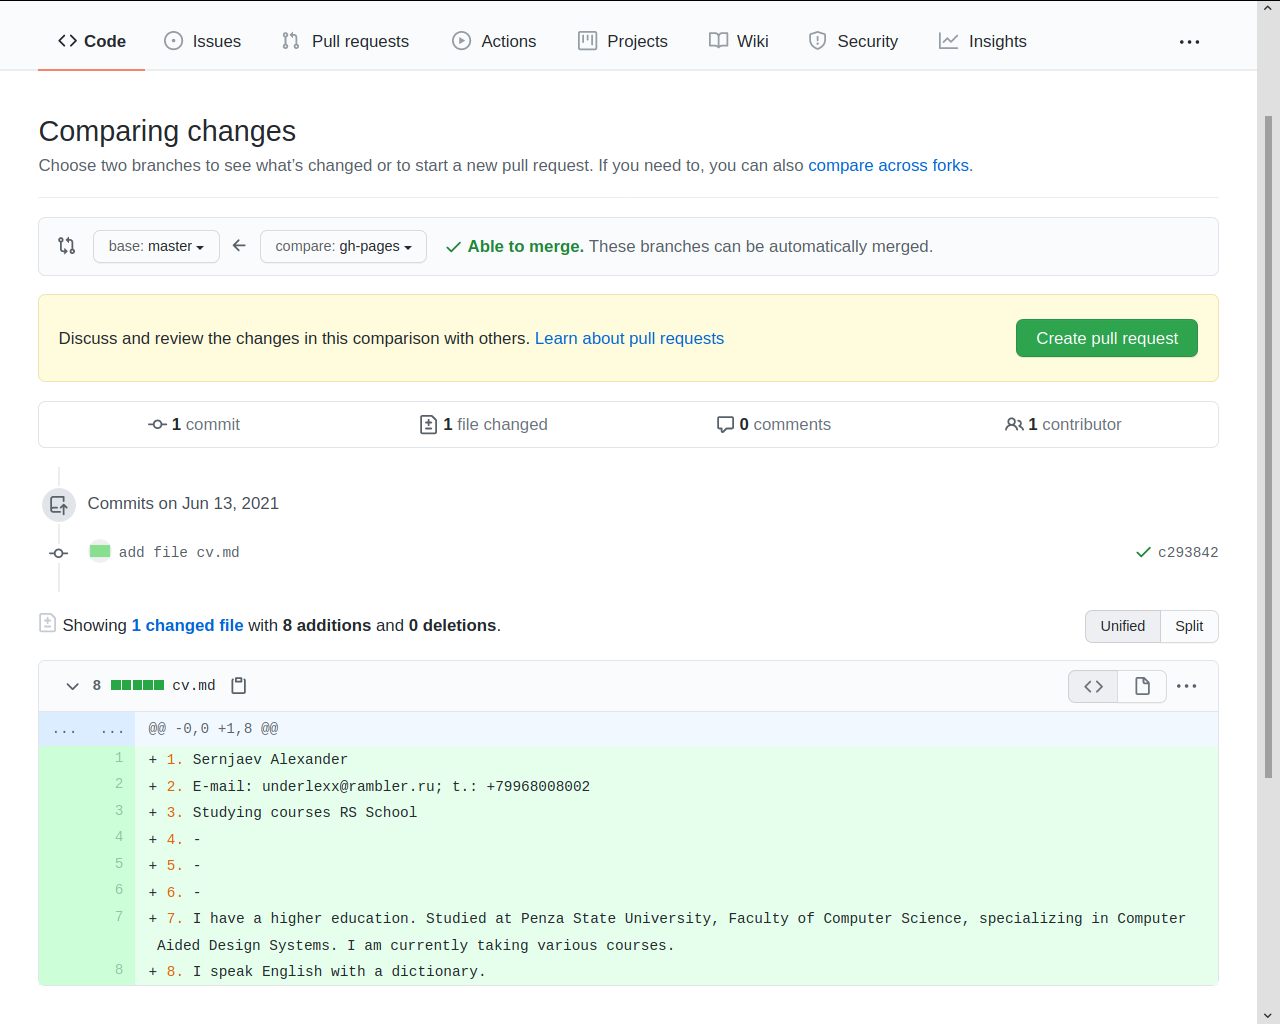 Code Issues Pull requests Actions Projects Wiki Security Insights
Comparing changes
Choose two branches to see what's changed or to start a new pull request. If you need to, you can also compare across forks.
base: master compare: gh-pages Able to merge. These branches can be automatically merged.
Discuss and review the changes in this comparison with others. Learn about pull requests Create pull request
1 commit 1 file changed 0 comments 1 contributor
Commits on Jun 13, 2021
add file cv.md c293842
Showing 1 changed file with 8 additions and 0 deletions. Unified Split
8 cv.md
... ... @@ -0,0 +1,8 @@
1 + 1. Sernjaev Alexander
2 + 2. E-mail: underlexx@rambler.ru; t.: +79968008002
3 + 3. Studying courses RS School
4 + 4. -
5 + 5. -
6 + 6. -
7 + 7. I have a higher education. Studied at Penza State University, Faculty of Computer Science, specializing in Computer
Aided Design Systems. I am currently taking various courses.
8 + 8. I speak English with a dictionary.